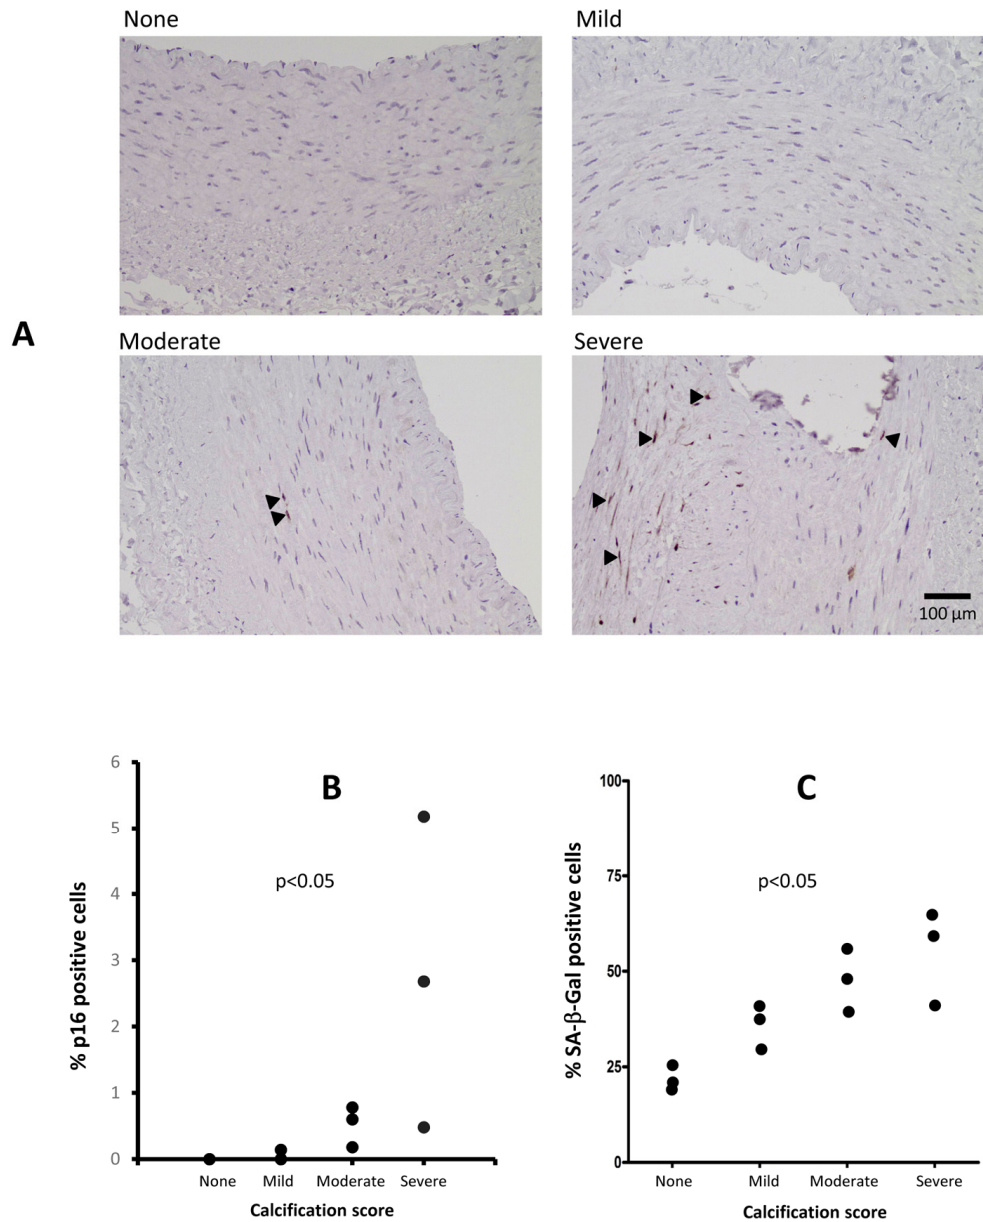 None
Mild
A
Moderate
Severe
100 µm
B
6
5
4
3
2
1
0
p<0.05
% p16 positive cells
None Mild Moderate Severe
Calcification score
C
100
75
50
25
0
p<0.05
% SA-β-Gal positive cells
None Mild Moderate Severe
Calcification score